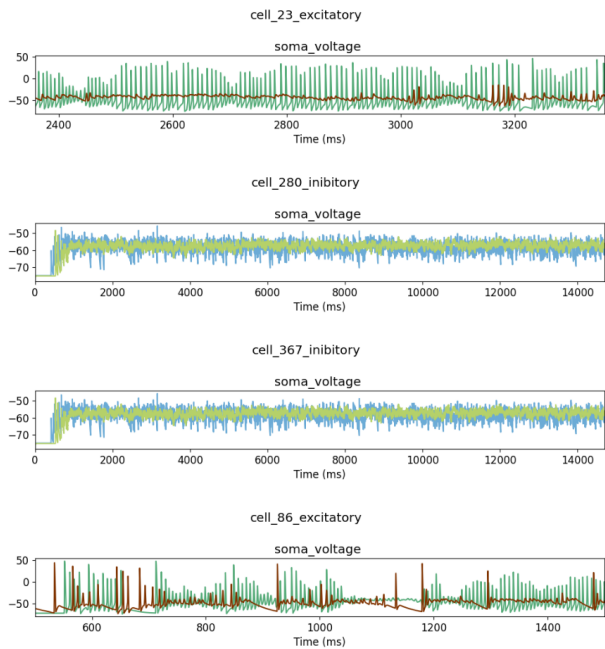 cell_23_excitatory
soma_voltage
50
0
−50
2400 2600 2800 3000 3200
Time (ms)
cell_280_inibitory
soma_voltage
−50
−60
−70
0 2000 4000 6000 8000 10000 12000 14000
Time (ms)
cell_367_inibitory
soma_voltage
−50
−60
−70
0 2000 4000 6000 8000 10000 12000 14000
Time (ms)
cell_86_excitatory
soma_voltage
50
0
−50
600 800 1000 1200 1400
Time (ms)